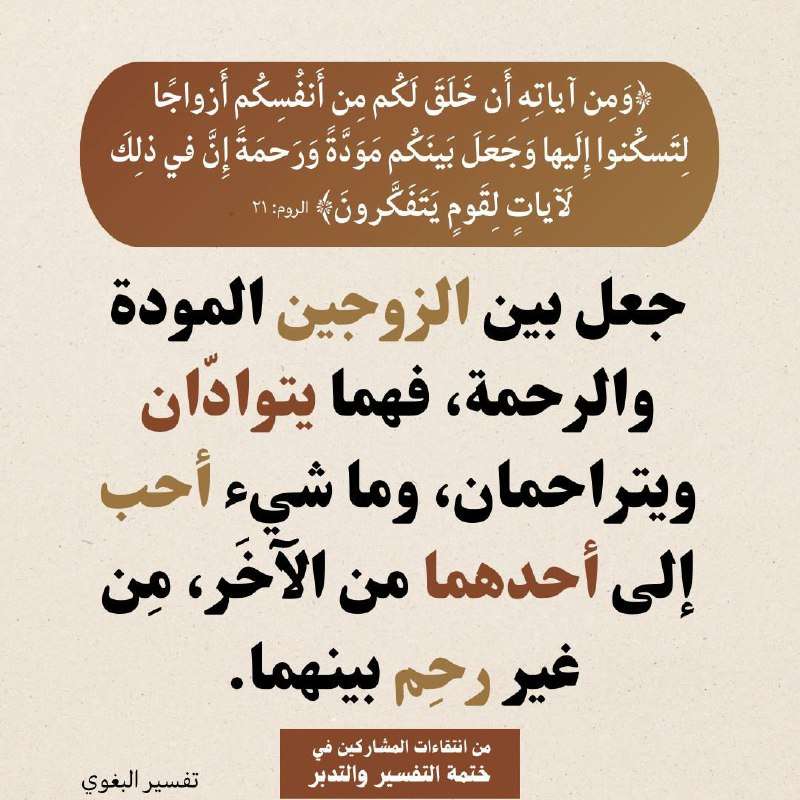 ﴿وَمِن آياتِهِ أَن خَلَقَ لَكُم مِن أَنفُسِكُم أَزواجًا
لِتَسكُنوا إِلَيها وَجَعَلَ بَينَكُم مَوَدَّةً وَرَحمَةً إِنَّ في ذلِكَ
لَآياتٍ لِقَومٍ يَتَفَكَّرونَ﴾ الروم: ٢١
جعل بين الزوجين المودة
والرحمة، فهما يتوادّان
ويتراحمان، وما شيء أحب
إلى أحدهما من الآخَر، مِن
غير رحِم بينهما.
من انتقاءات المشاركين في
ختمة التفسير والتدبر
تفسير البغوي